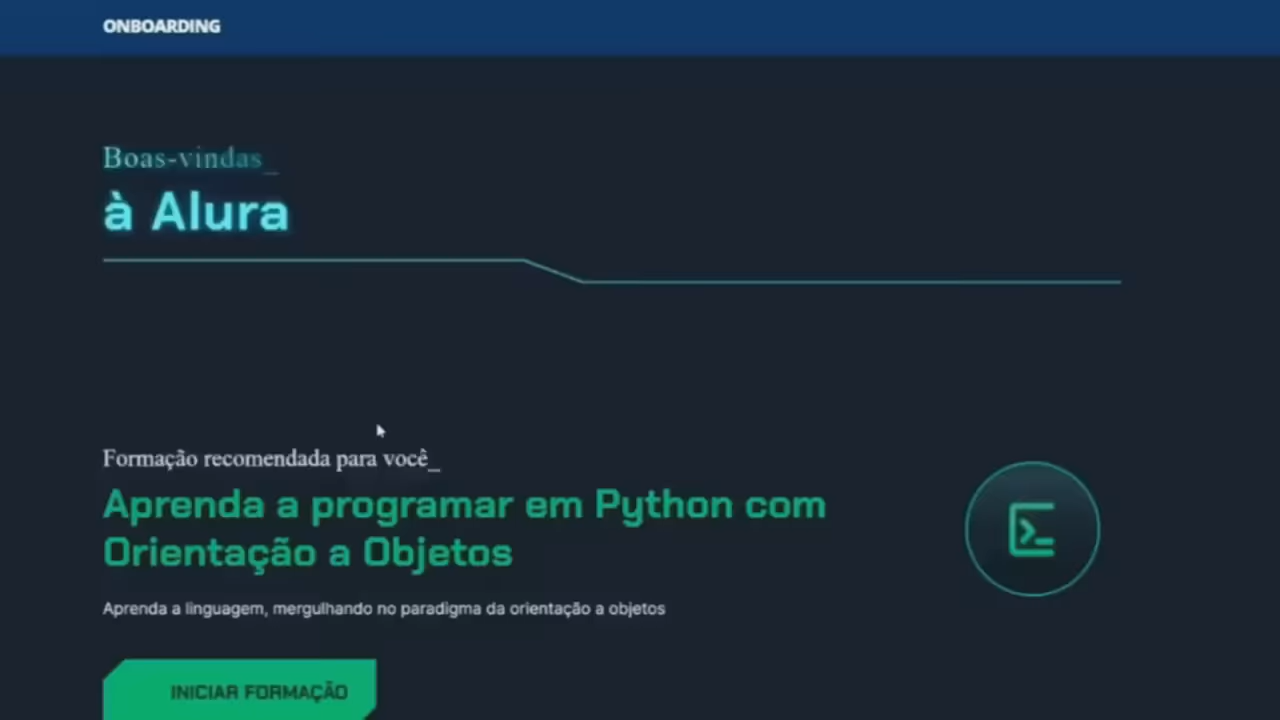 ONBOARDING
Boas-vindas_
à Alura
Formação recomendada para você_
Aprenda a programar em Python com
Orientação a Objetos
Aprenda a linguagem, mergulhando no paradigma da orientação a objetos
INICIAR FORMAÇÃO